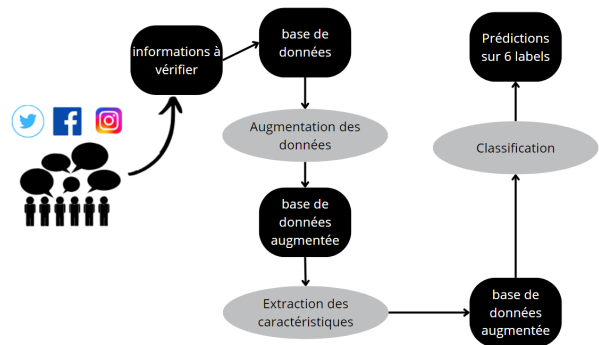 informations à
vérifier
base de
données
Augmentation des
données
base de
données
augmentée
Extraction des
caractéristiques
base de
données
augmentée
Classification
Prédictions
sur 6 labels